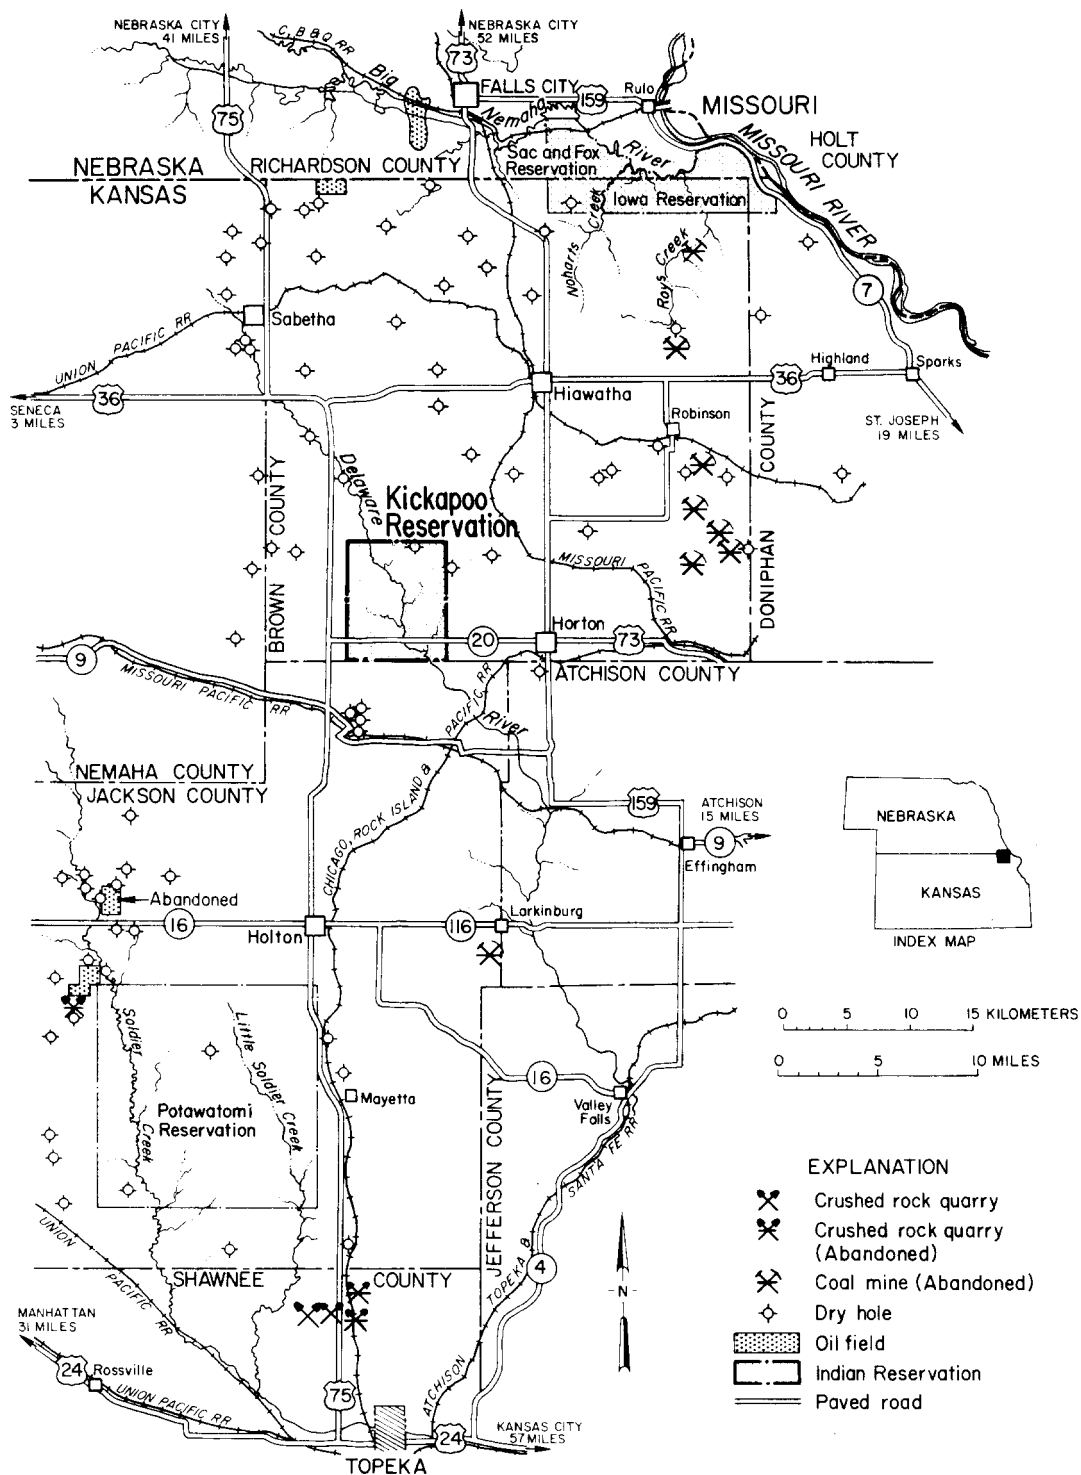 NEBRASKA CITY
41 MILES
NEBRASKA CITY
52 MILES
C, B & Q RR
73
Big
FALLS CITY
159
Rulo
MISSOURI
75
Nemaha
HOLT
COUNTY
NEBRASKA
RICHARDSON COUNTY
Sac and Fox
Reservation
River
MISSOURI RIVER
KANSAS
Iowa Reservation
Noharts Creek
Roys Creek
7
Sabetha
UNION PACIFIC RR
Highland
Sparks
36
36
SENECA
3 MILES
Hiawatha
Robinson
ST. JOSEPH
19 MILES
Delaware
BROWN COUNTY
DONIPHAN COUNTY
Kickapoo
Reservation
MISSOURI PACIFIC RR
Horton
20
73
9
MISSOURI PACIFIC RR
ATCHISON COUNTY
River
NEMAHA COUNTY
JACKSON COUNTY
CHICAGO, ROCK ISLAND & PACIFIC RR
159
ATCHISON
15 MILES
9
Effingham
NEBRASKA
KANSAS
INDEX MAP
Abandoned
16
Holton
116
Larkinburg
0 5 10 15 KILOMETERS
0 5 10 MILES
Soldier Creek
Little Soldier Creek
16
Mayetta
Valley
Falls
Potawatomi
Reservation
JEFFERSON COUNTY
ATCHISON TOPEKA & SANTA FE RR
4
UNION PACIFIC RR
SHAWNEE COUNTY
N
MANHATTAN
31 MILES
24
Rossville
UNION PACIFIC RR
75
24
KANSAS CITY
57 MILES
TOPEKA
EXPLANATION
Crushed rock quarry
Crushed rock quarry
(Abandoned)
Coal mine (Abandoned)
Dry hole
Oil field
Indian Reservation
Paved road